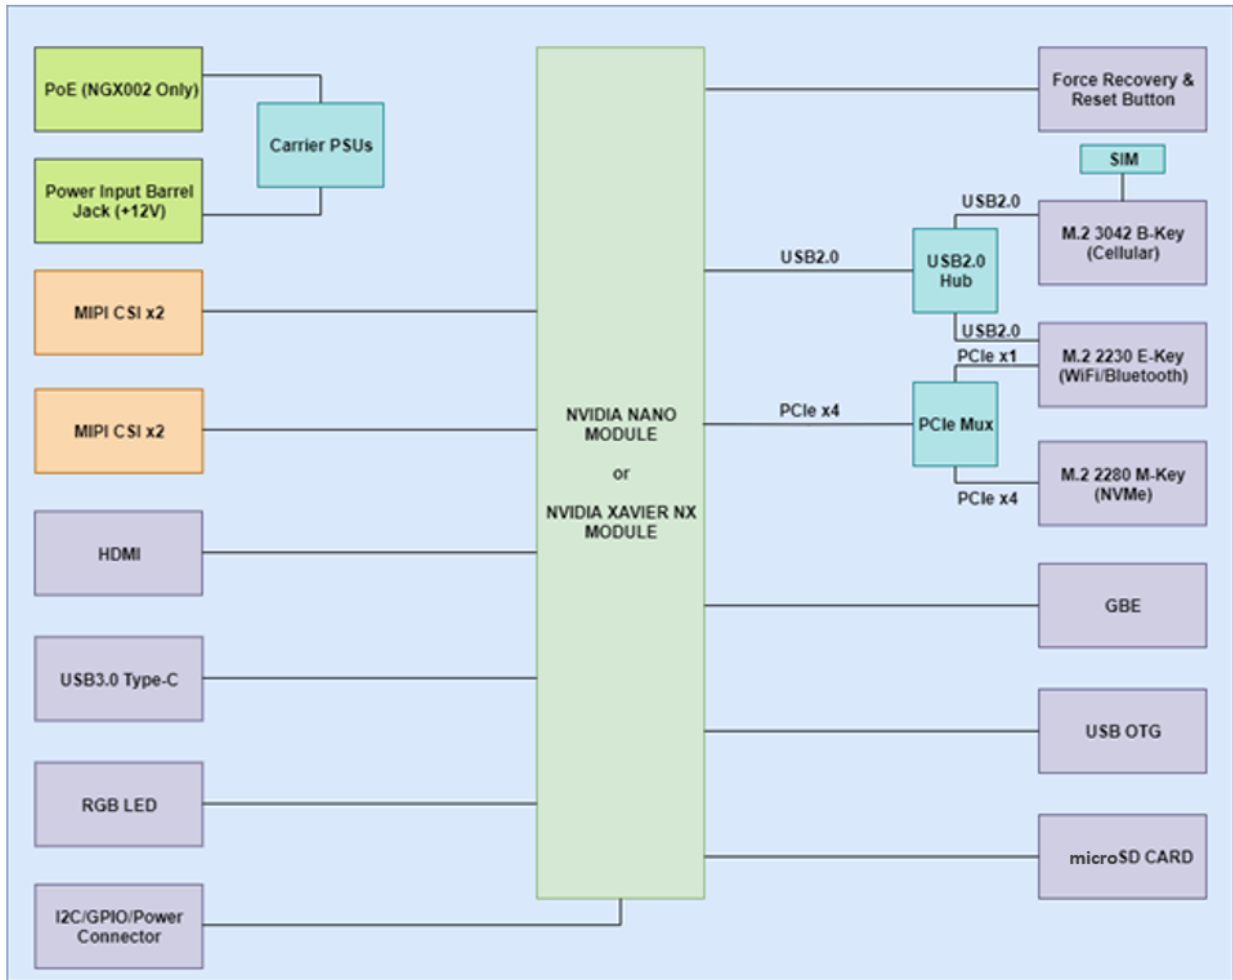 PoE (NGX002 Only)
Carrier PSUs
Power Input Barrel
Jack (+12V)
MIPI CSI x2
MIPI CSI x2
HDMI
USB3.0 Type-C
RGB LED
I2C/GPIO/Power
Connector
NVIDIA NANO
MODULE
or
NVIDIA XAVIER NX
MODULE
Force Recovery &
Reset Button
SIM
USB2.0
M.2 3042 B-Key
(Cellular)
USB2.0
USB2.0
Hub
USB2.0
PCIe x1
M.2 2230 E-Key
(WiFi/Bluetooth)
PCIe x4
PCIe Mux
M.2 2280 M-Key
(NVMe)
PCIe x4
GBE
USB OTG
microSD CARD